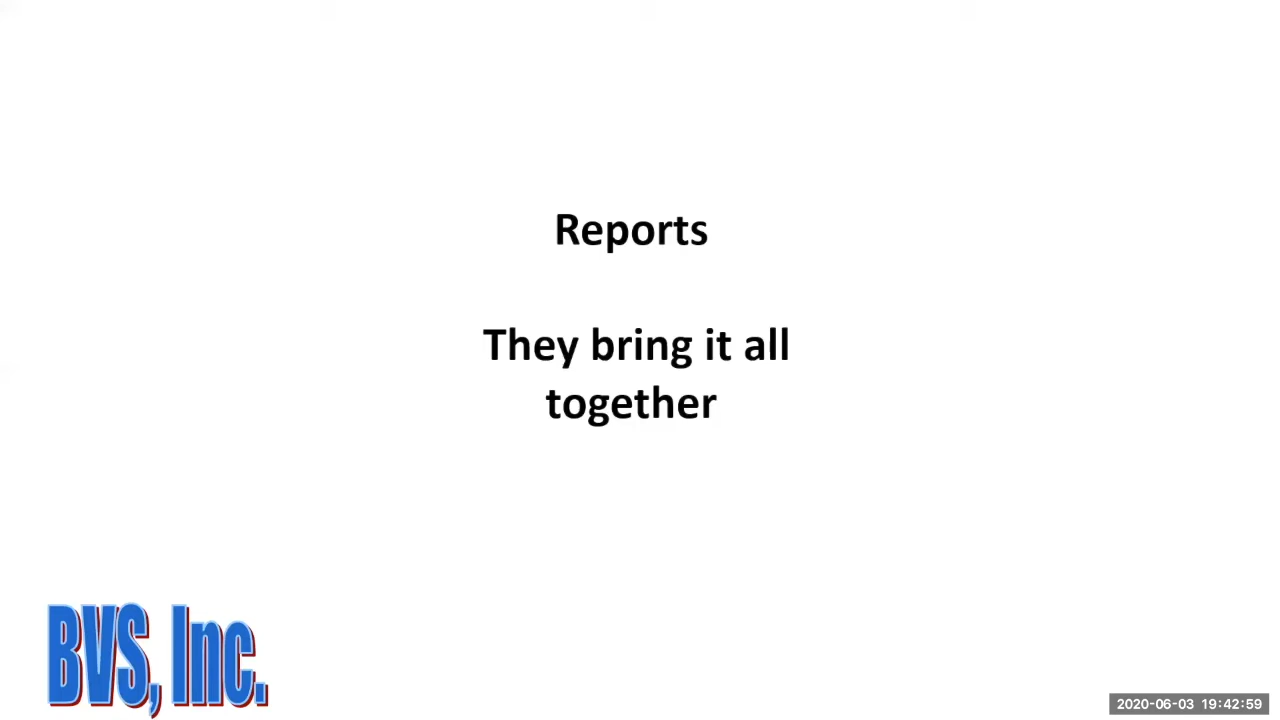 Reports
They bring it all
together
BVS, Inc.
2020-06-03 19:42:59